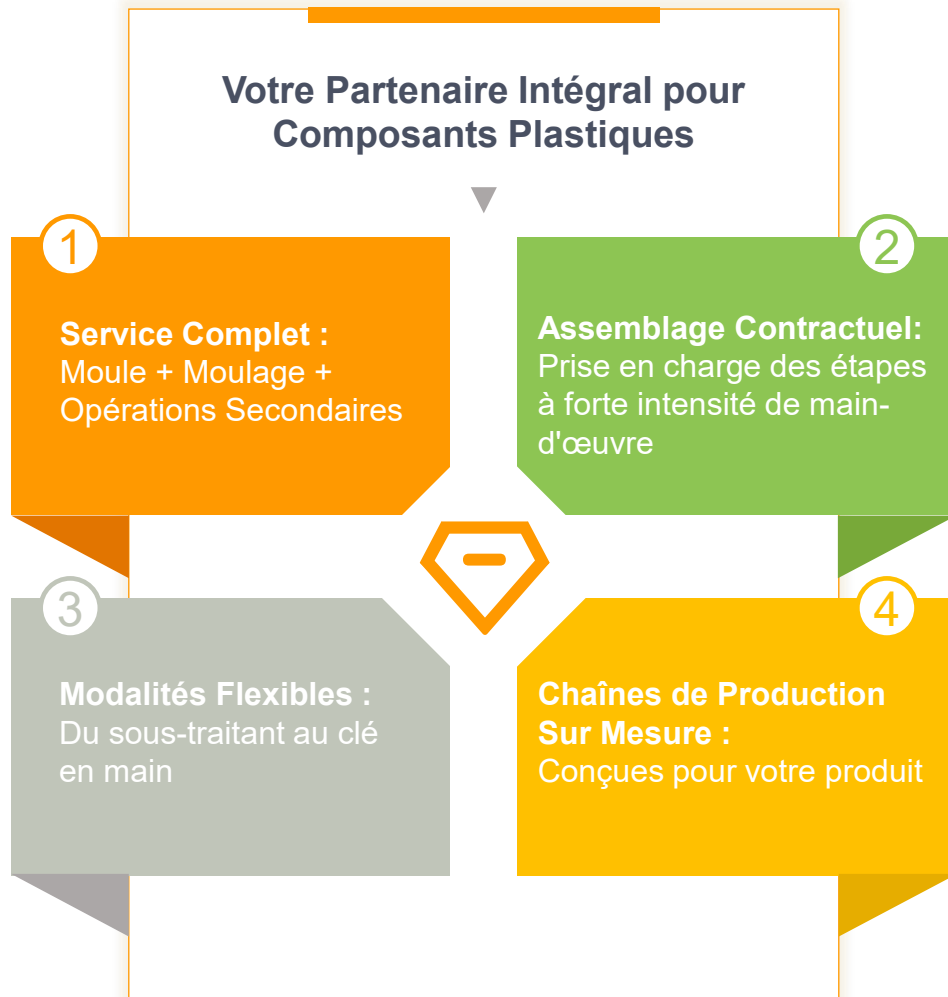 Votre Partenaire Intégral pour
Composants Plastiques
1
Service Complet :
Moule + Moulage +
Opérations Secondaires
2
Assemblage Contractuel:
Prise en charge des étapes
à forte intensité de main-
d'œuvre
3
Modalités Flexibles :
Du sous-traitant au clé
en main
4
Chaînes de Production
Sur Mesure :
Conçues pour votre produit